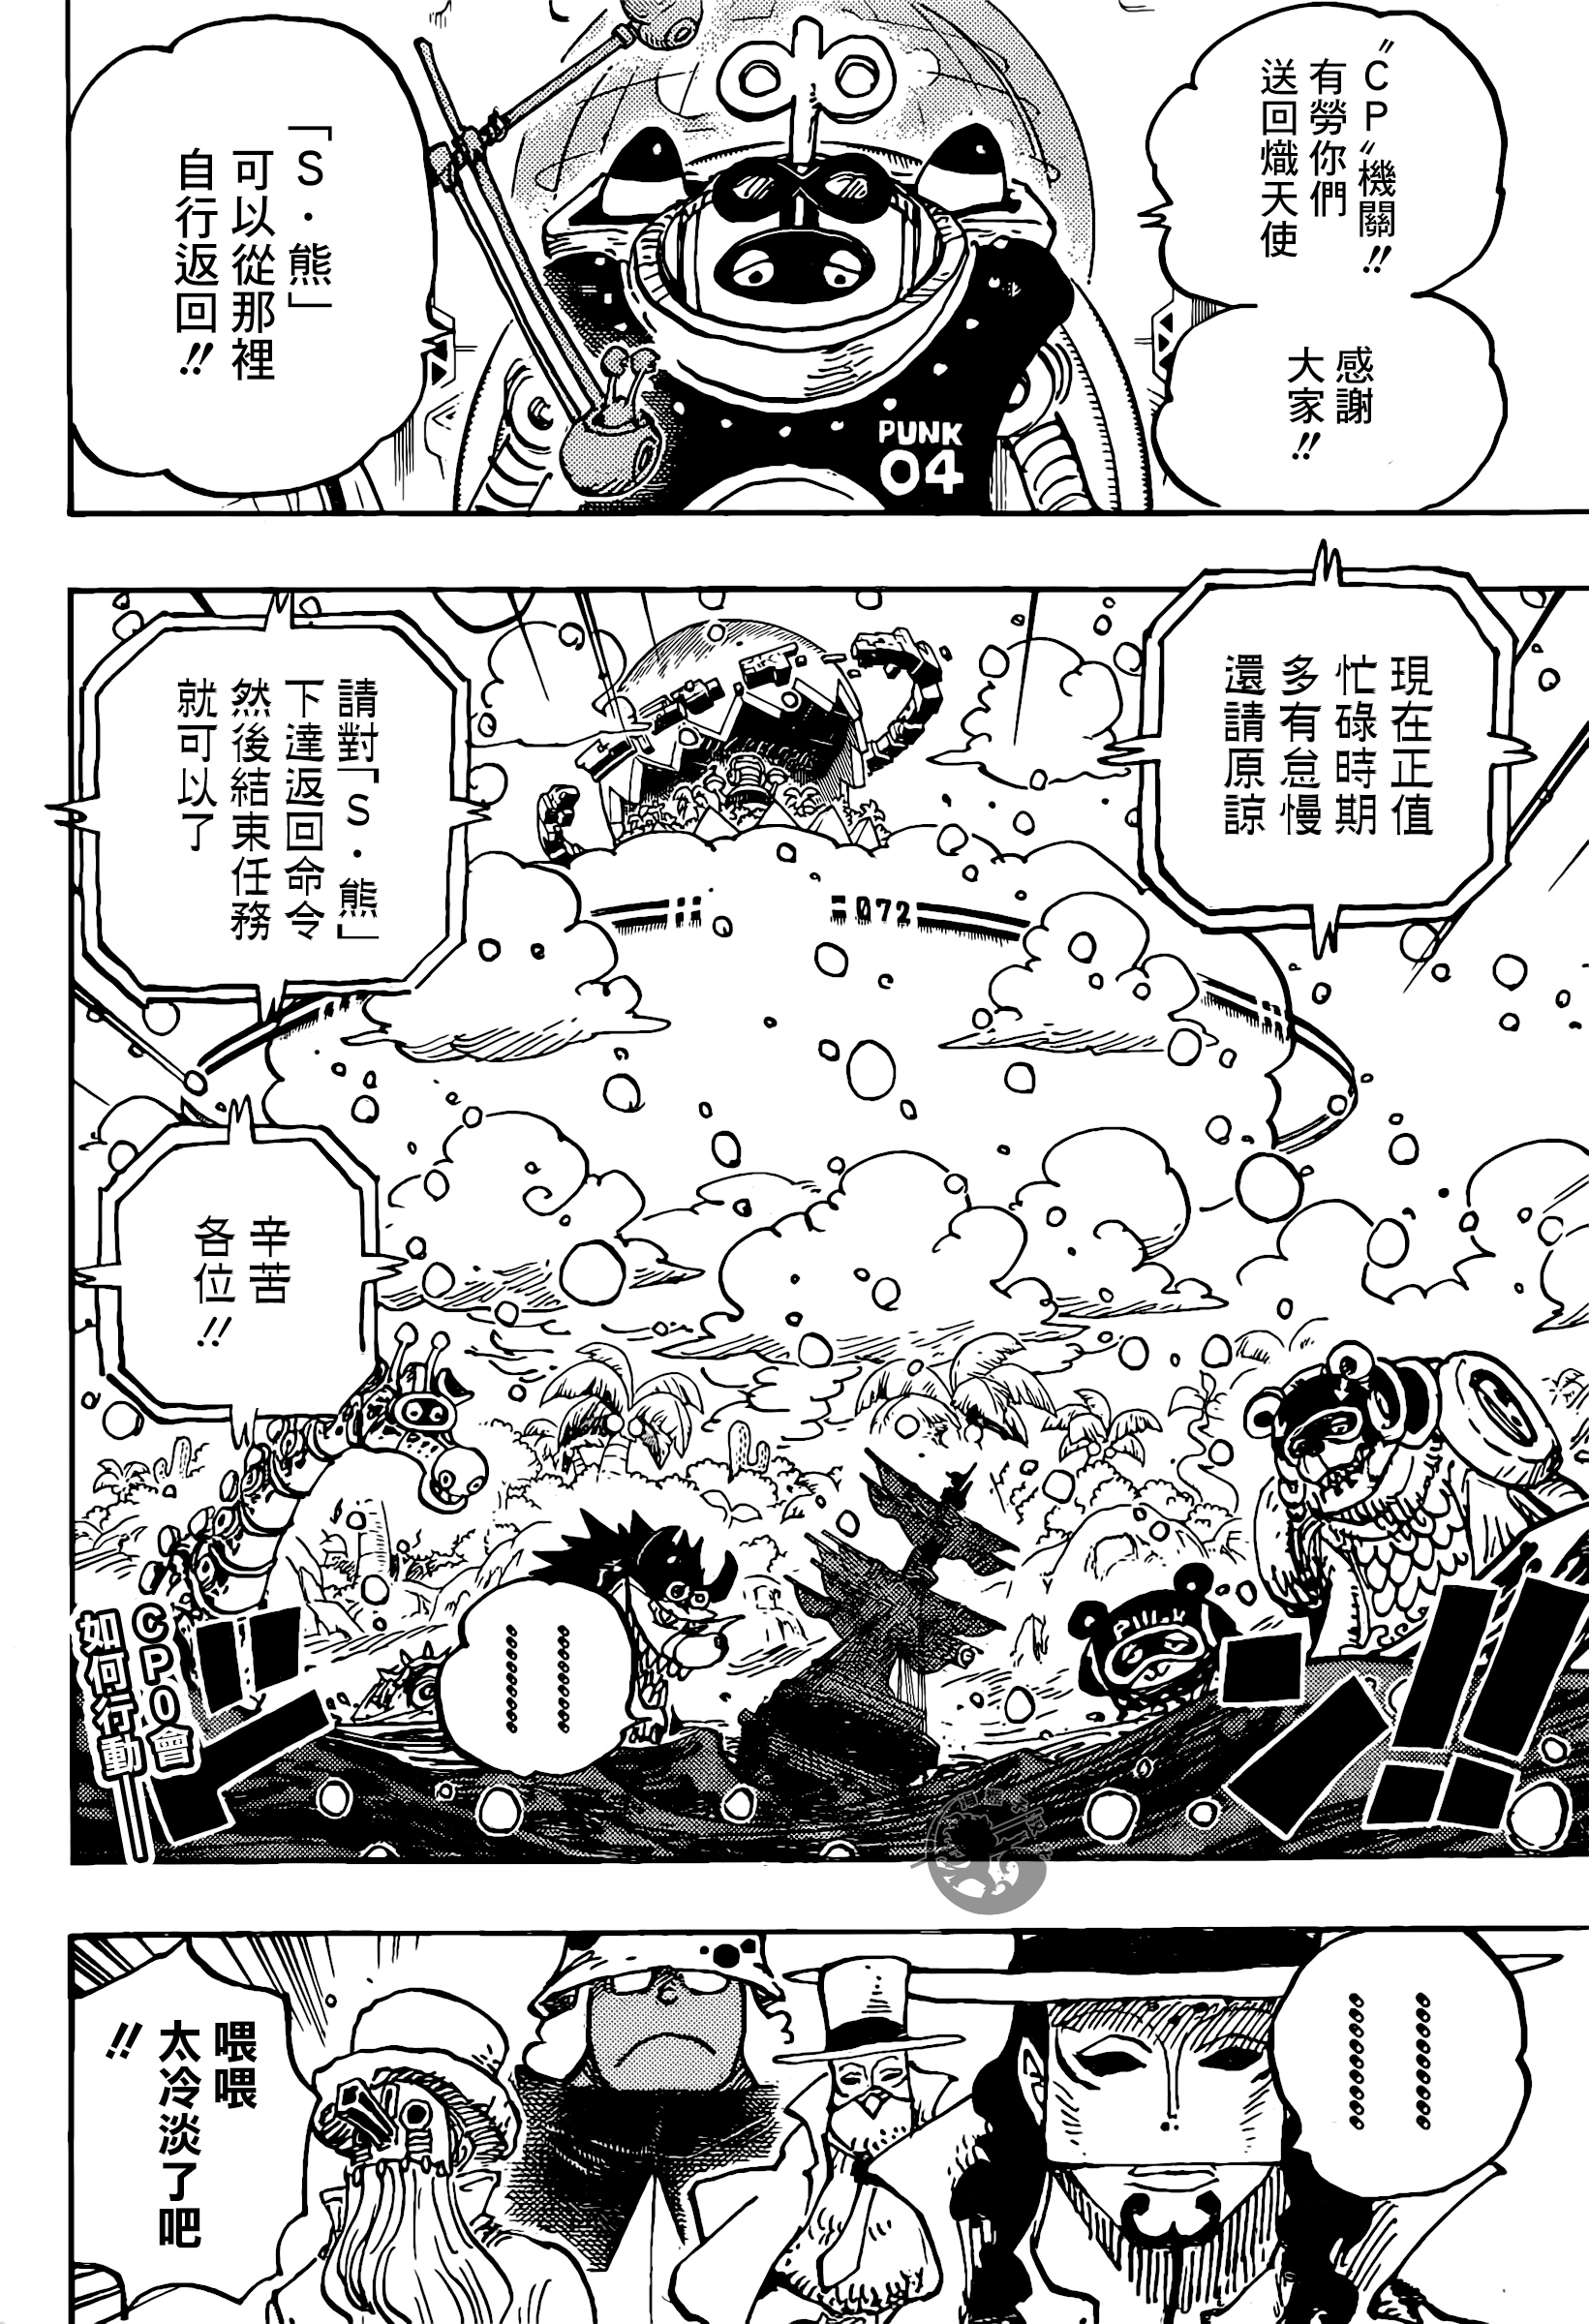 “CP”機關!!
有勞你們
送回熾天使
感謝
大家!!
「S·熊」
可以從那裡
自行返回!!
PUNK
04
現在正值
忙碌時期
多有怠慢
還請原諒
請對「S·熊」
下達返回命令
然後結束任務
就可以了
072
辛苦
各位!!
CP0會
如何行動
喂喂
太冷淡了吧
!!